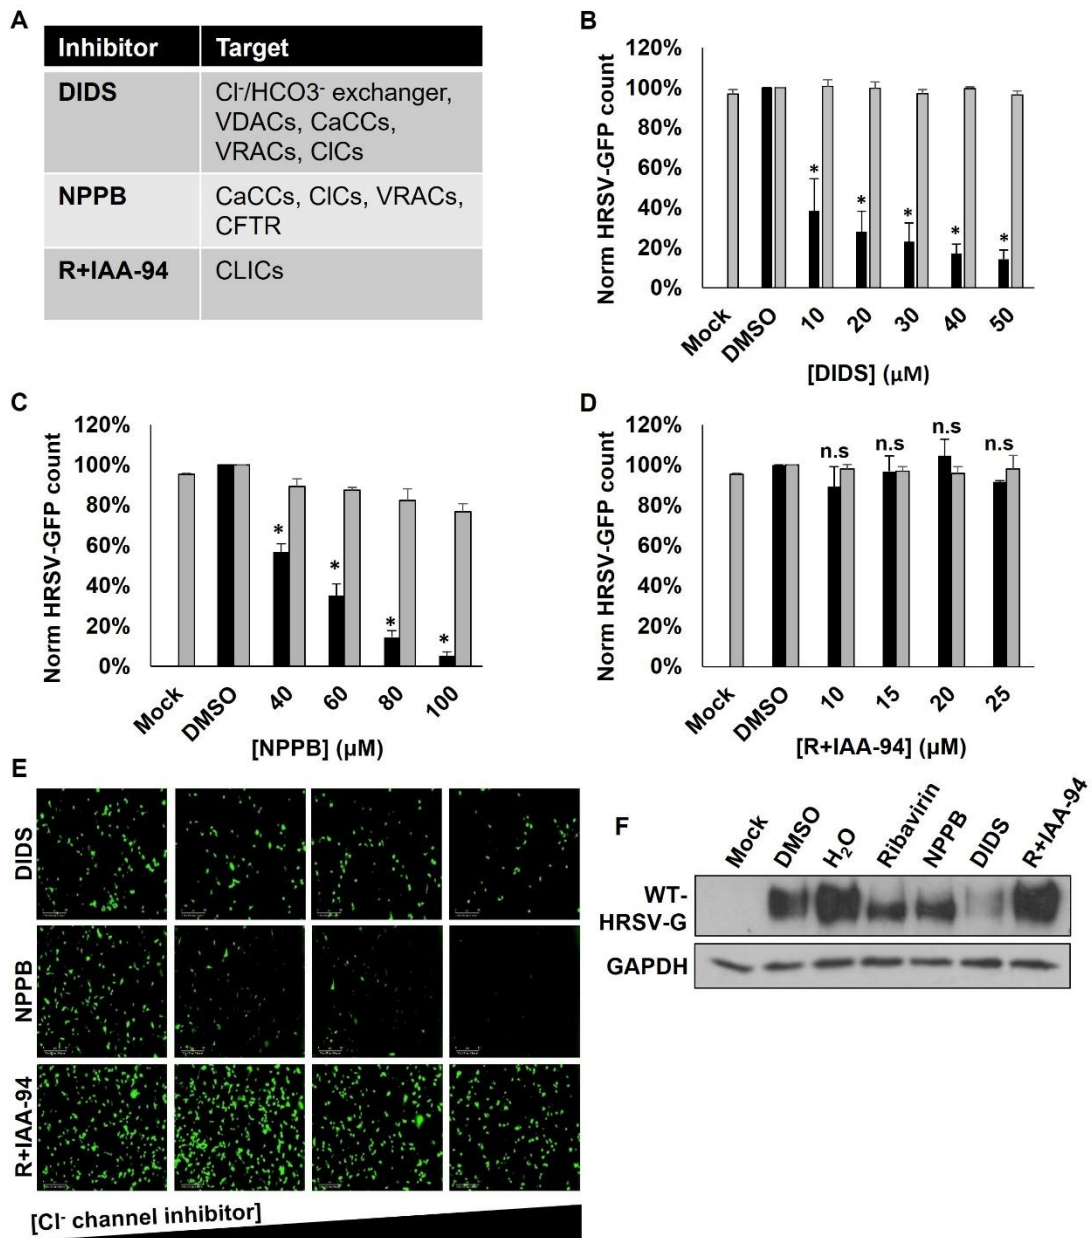 A
Inhibitor Target
DIDS Cl-/HCO3- exchanger,
VDACs, CaCCs,
VRACs, ClCs
NPPB CaCCs, ClCs, VRACs,
CFTR
R+IAA-94 CLICs
B
Norm HRSV-GFP count
120%
100%
80%
60%
40%
20%
0%
* * * * *
Mock DMSO 10 20 30 40 50
[DIDS] (µM)
C
Norm HRSV-GFP count
120%
100%
80%
60%
40%
20%
0%
* * * *
Mock DMSO 40 60 80 100
[NPPB] (µM)
D
Norm HRSV-GFP count
120%
100%
80%
60%
40%
20%
0%
n.s n.s n.s n.s
Mock DMSO 10 15 20 25
[R+IAA-94] (µM)
E
DIDS
NPPB
R+IAA-94
[Cl- channel inhibitor]
F
Mock DMSO H2O Ribavirin NPPB DIDS R+IAA-94
WT-
HRSV-G
GAPDH